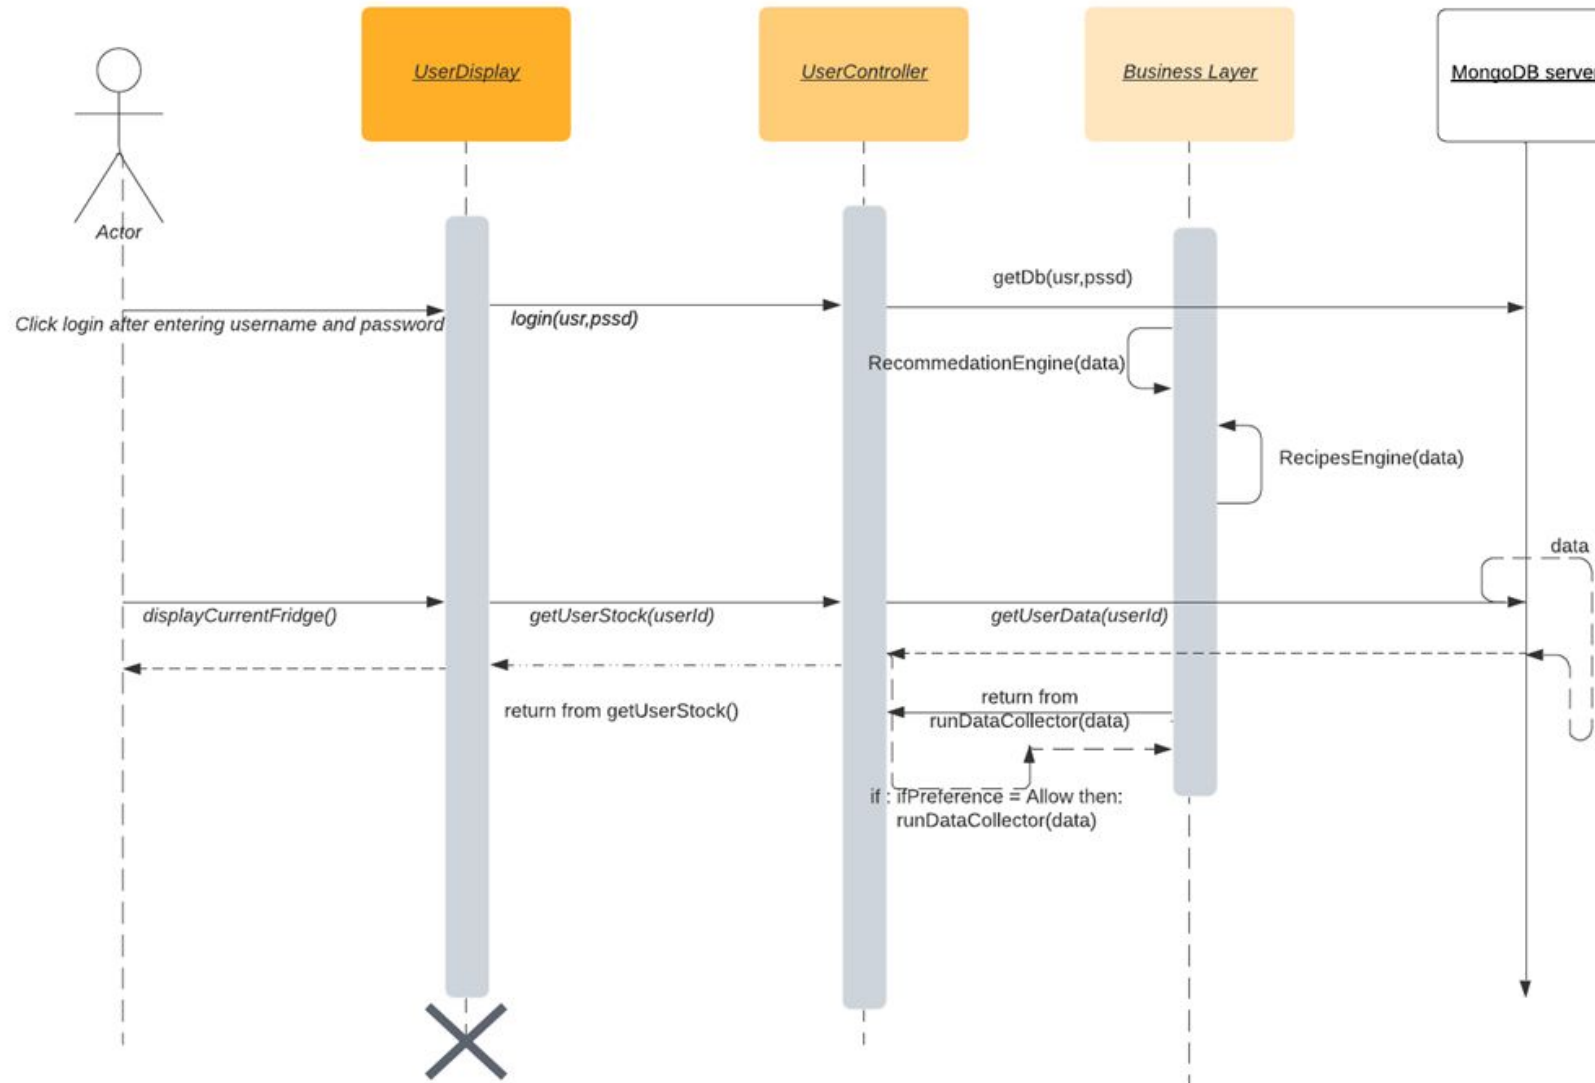 UserDisplay
UserController
Business Layer
MongoDB server
Actor
getDb(usr,pssd)
Click login after entering username and password
login(usr,pssd)
RecommedationEngine(data)
RecipesEngine(data)
data
displayCurrentFridge()
getUserStock(userId)
getUserData(userId)
return from getUserStock()
return from
runDataCollector(data)
if : ifPreference = Allow then:
runDataCollector(data)